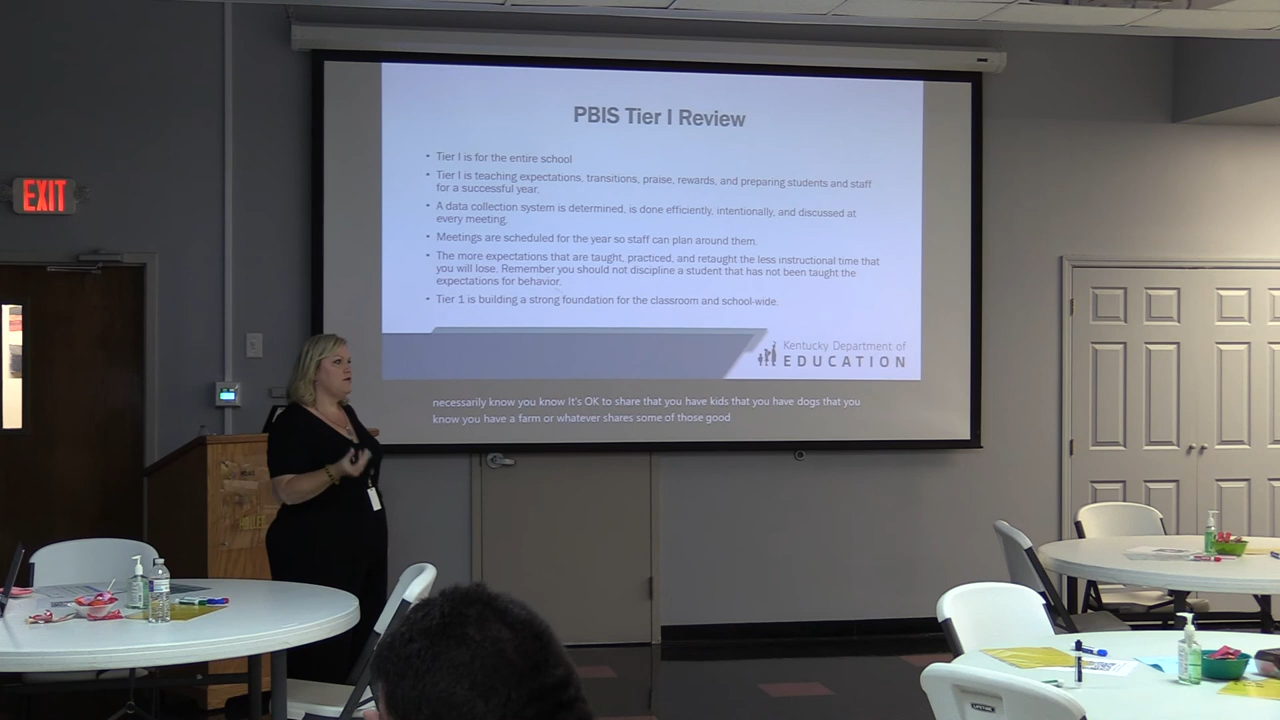 PBIS Tier I Review
• Tier I is for the entire school
• Tier I is teaching expectations, transitions, praise, rewards, and preparing students and staff
for a successful year.
• A data collection system is determined, is done efficiently, intentionally, and discussed at
every meeting.
• Meetings are scheduled for the year so staff can plan around them.
• The more expectations that are taught, practiced, and retaught the less instructional time that
you will lose. Remember you should not discipline a student that has not been taught the
expectations for behavior.
• Tier 1 is building a strong foundation for the classroom and school-wide.
Kentucky Department of
EDUCATION
necessarily know you know It's OK to share that you have kids that you have dogs that you
know you have a farm or whatever shares some of those good
EXIT
LIFETIME